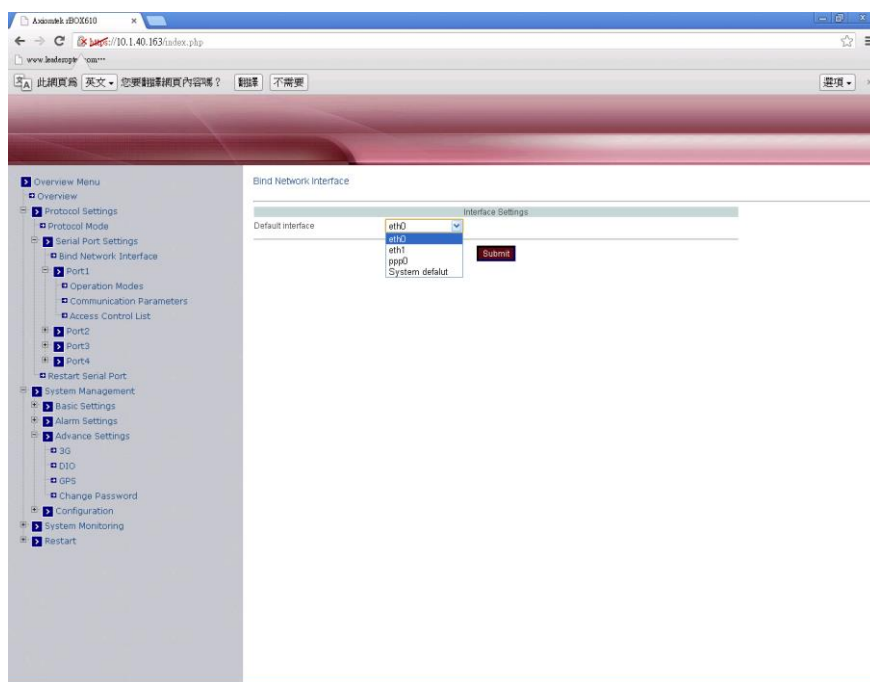 Axiomtek rBOX610
https://10.1.40.163/index.php
此網頁為 英文 您要翻譯網頁內容嗎? 翻譯 不需要 選項
Overview Menu
Overview
Protocol Settings
Protocol Mode
Serial Port Settings
Bind Network Interface
Port1
Operation Modes
Communication Parameters
Access Control List
Port2
Port3
Port4
Restart Serial Port
System Management
Basic Settings
Alarm Settings
Advance Settings
3G
DIO
GPS
Change Password
Configuration
System Monitoring
Restart
Bind Network Interface
Interface Settings
Default Interface eth0
eth0
eth1
ppp0
System defalut
Submit